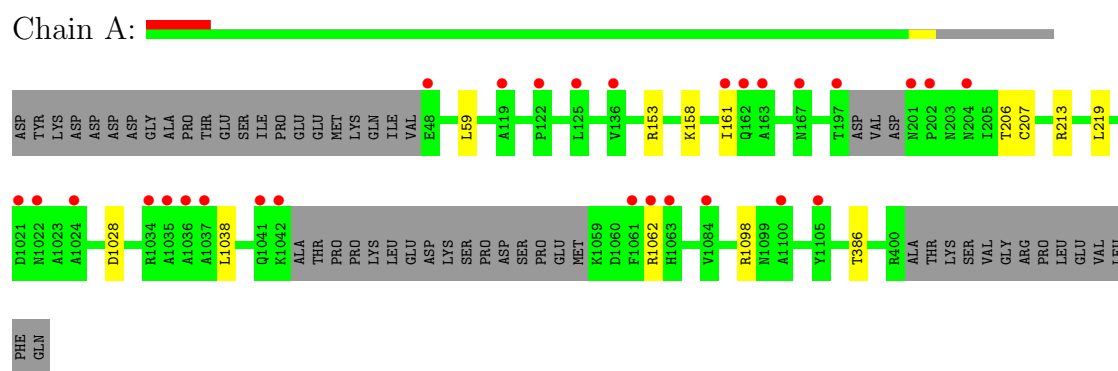 Chain A:
ASP TYR LYS ASP ASP ASP ASP GLY ALA PRO THR GLU SER ILE PRO GLU GLU MET LYS GLN ILE VAL E48 L59 A119 P122 L125 V136 R153 K158 I161 Q162 A163 N167 T197 ASP VAL ASP N201 P202 N203 N204 I205 T206 C207 R213 L219
D1021 N1022 A1023 A1024 D1028 R1034 A1035 A1036 A1037 L1038 Q1041 K1042 ALA THR PRO PRO LYS LEU GLU ASP LYS SER PRO ASP SER PRO GLU MET K1059 D1060 F1061 R1062 H1063 V1084 R1098 N1099 A1100 Y1105 T386 R400 ALA THR LYS SER VAL GLY ARG PRO LEU GLU VAL LEU
PHE GLN